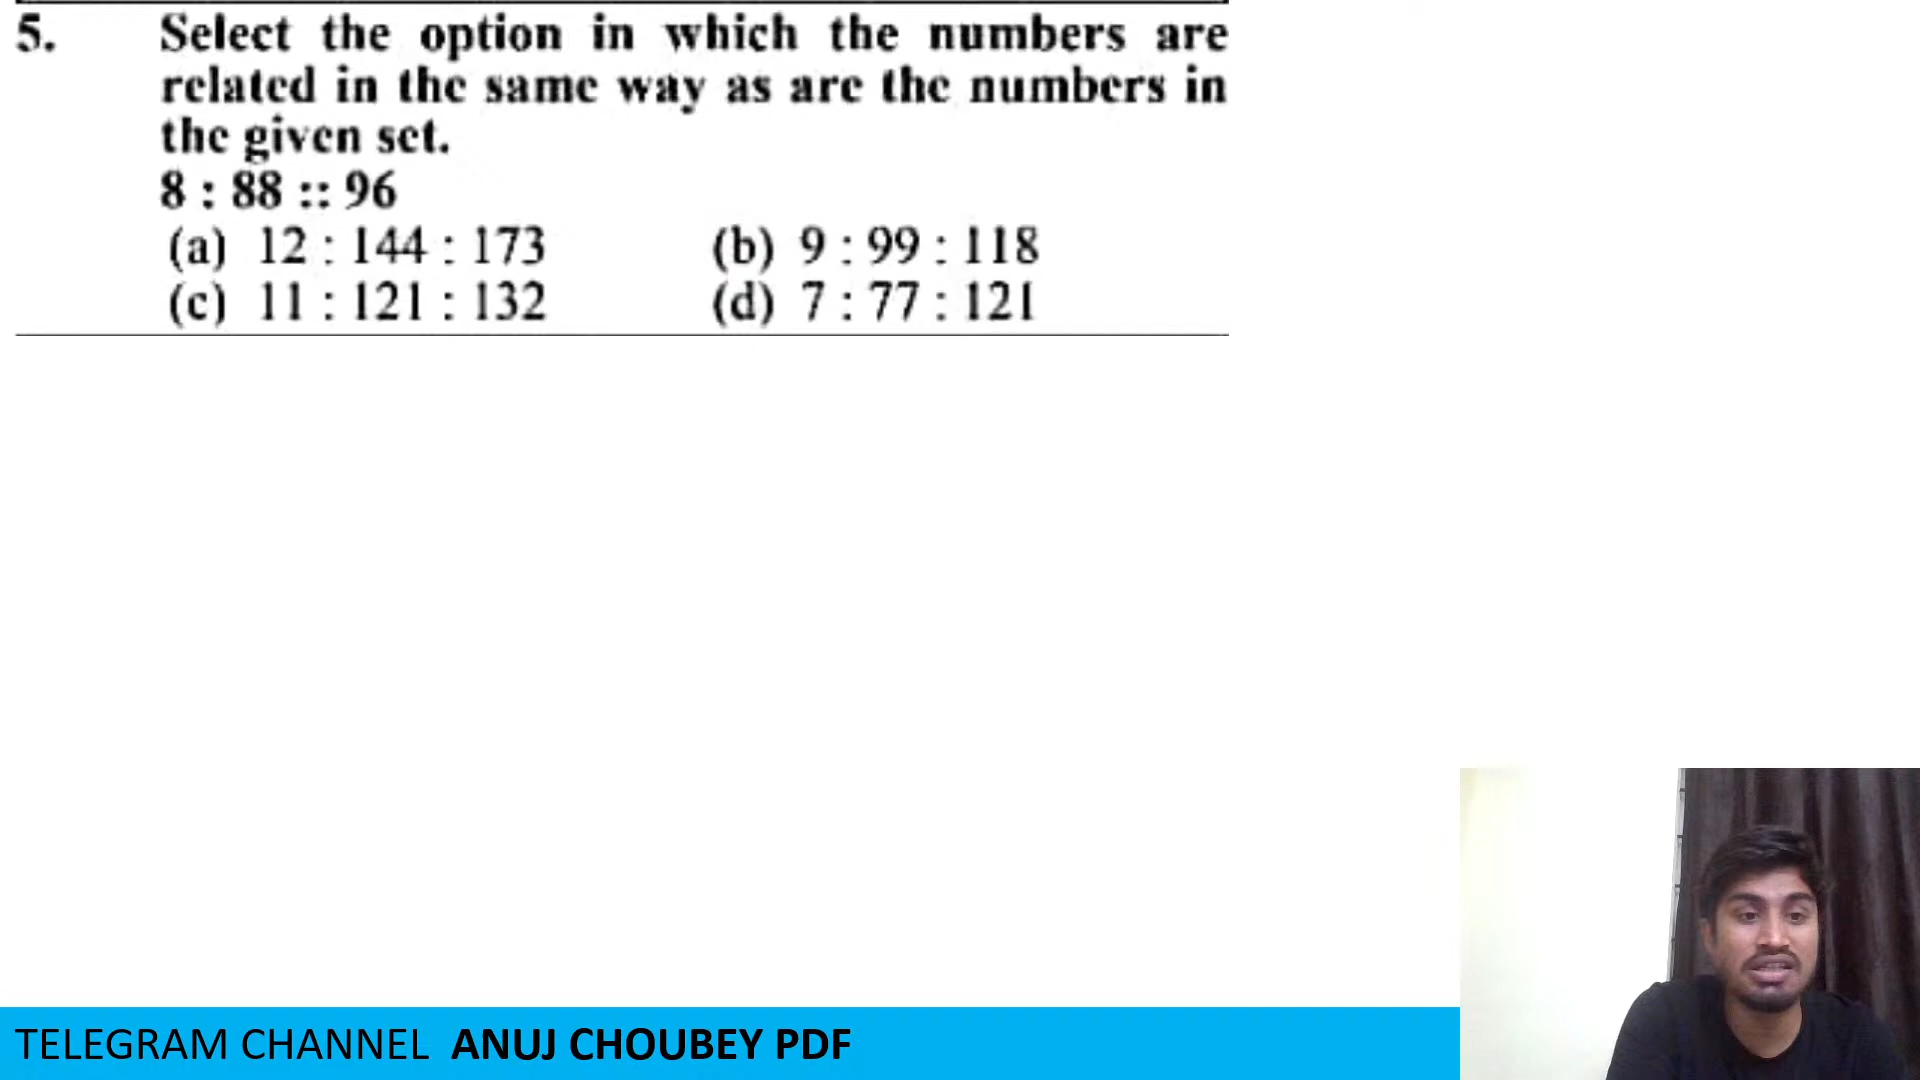 5. Select the option in which the numbers are
related in the same way as are the numbers in
the given set.
8 : 88 :: 96
(a) 12 : 144 : 173 (b) 9 : 99 : 118
(c) 11 : 121 : 132 (d) 7 : 77 : 121
TELEGRAM CHANNEL ANUJ CHOUBEY PDF